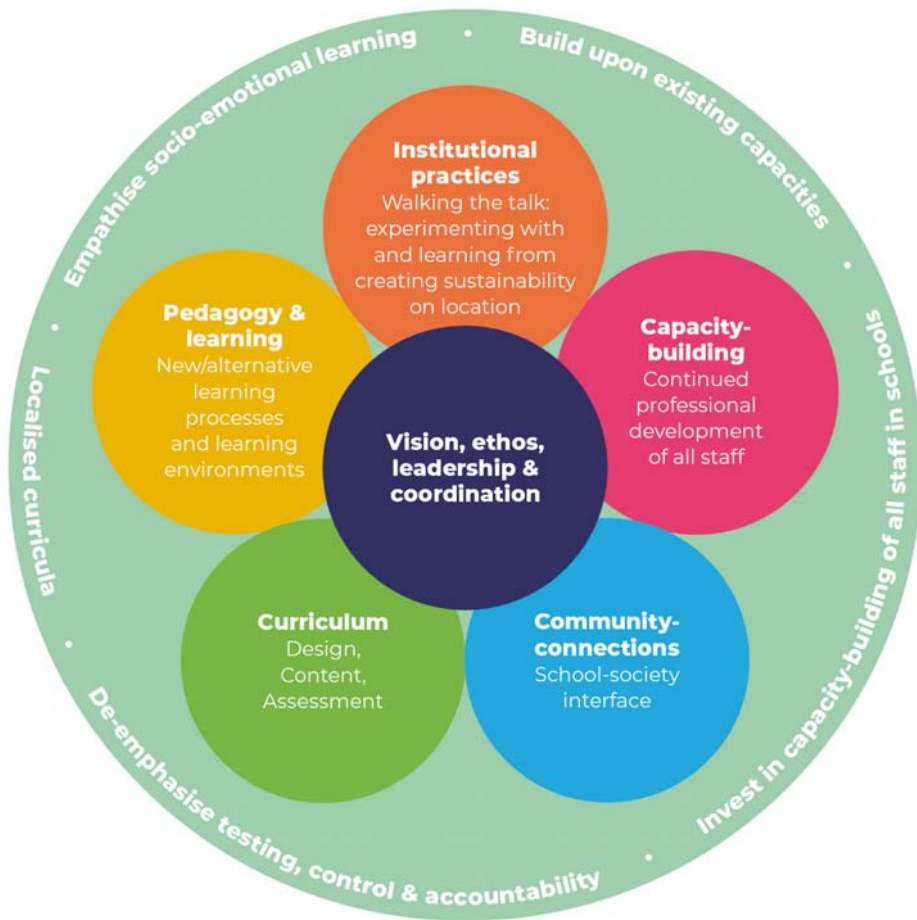 Empathise socio-emotional learning
Build upon existing capacities
Invest in capacity-building of all staff in schools
De-emphasise testing, control & accountability
Localised curricula
Institutional
practices
Walking the talk:
experimenting with
and learning from
creating sustainability
on location
Pedagogy &
learning
New/alternative
learning
processes
and learning
environments
Capacity-
building
Continued
professional
development
of all staff
Vision, ethos,
leadership &
coordination
Curriculum
Design,
Content,
Assessment
Community-
connections
School-society
interface